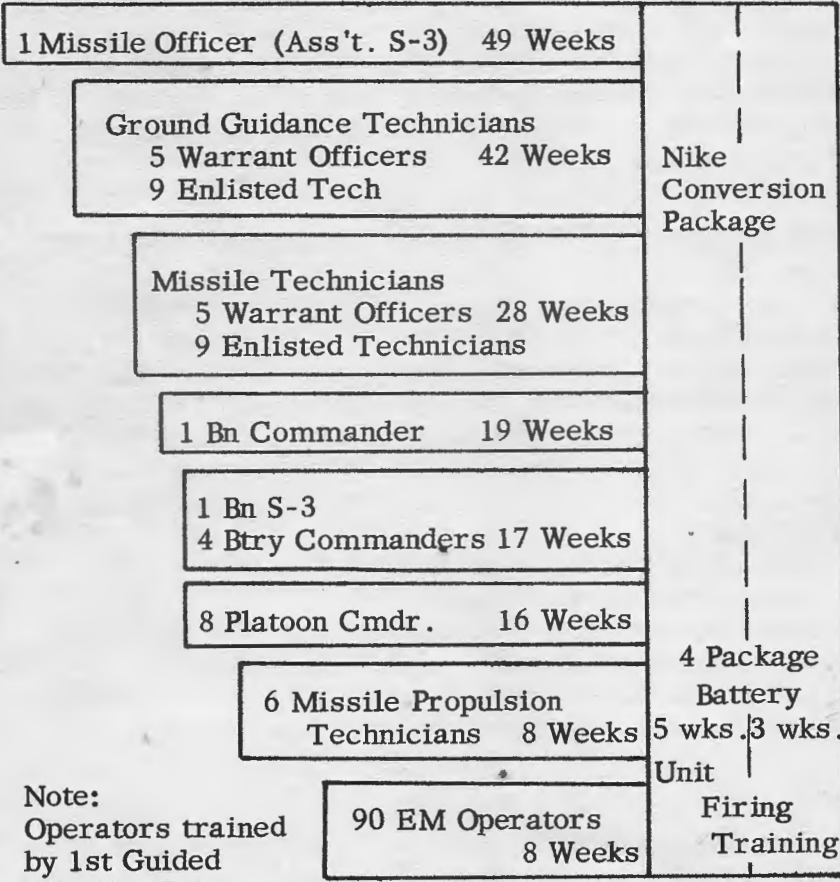 1 Missile Officer (Ass't. S-3) 49 Weeks
Ground Guidance Technicians
5 Warrant Officers 42 Weeks
9 Enlisted Tech
Nike
Conversion
Package
Missile Technicians
5 Warrant Officers 28 Weeks
9 Enlisted Technicians
1 Bn Commander 19 Weeks
1 Bn S-3
4 Btry Commanders 17 Weeks
8 Platoon Cmdr. 16 Weeks
4 Package
Battery
5 wks. 3 wks.
6 Missile Propulsion
Technicians 8 Weeks
Unit
Firing
Training
90 EM Operators
8 Weeks
Note:
Operators trained
by 1st Guided